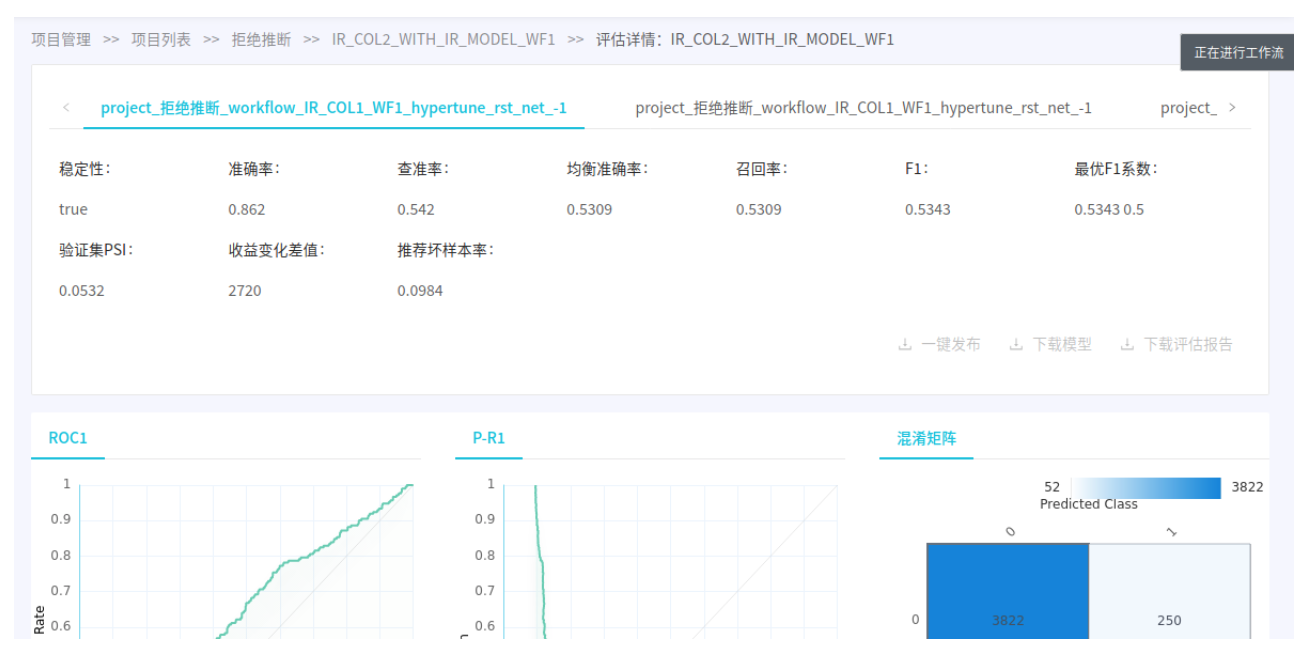 项目管理 >> 项目列表 >> 拒绝推断 >> IR_COL2_WITH_IR_MODEL_WF1 >> 评估详情：IR_COL2_WITH_IR_MODEL_WF1
正在进行工作流
< project_拒绝推断_workflow_IR_COL1_WF1_hypertune_rst_net_-1 project_拒绝推断_workflow_IR_COL1_WF1_hypertune_rst_net_-1 project_ >
稳定性： 准确率： 查准率： 均衡准确率： 召回率： F1： 最优F1系数：
true 0.862 0.542 0.5309 0.5309 0.5343 0.5343 0.5
验证集PSI： 收益变化差值： 推荐坏样本率：
0.0532 2720 0.0984
一键发布 下载模型 下载评估报告
ROC1 P-R1 混淆矩阵
1 1 52 3822
Predicted Class
0.9 0.9 0 1
0.8 0.8
0.7 0.7
Rate
0.6 0.6 0 3822 250